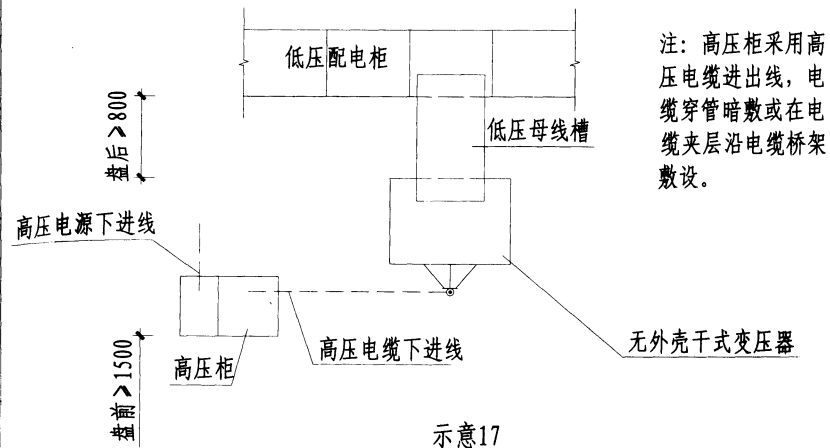 低压配电柜
注：高压柜采用高
压电缆进出线，电
缆穿管暗敷或在电
缆夹层沿电缆桥架
敷设。
盘后≥800
低压母线槽
高压电源下进线
高压柜
高压电缆下进线
无外壳干式变压器
盘前≥1500
示意17